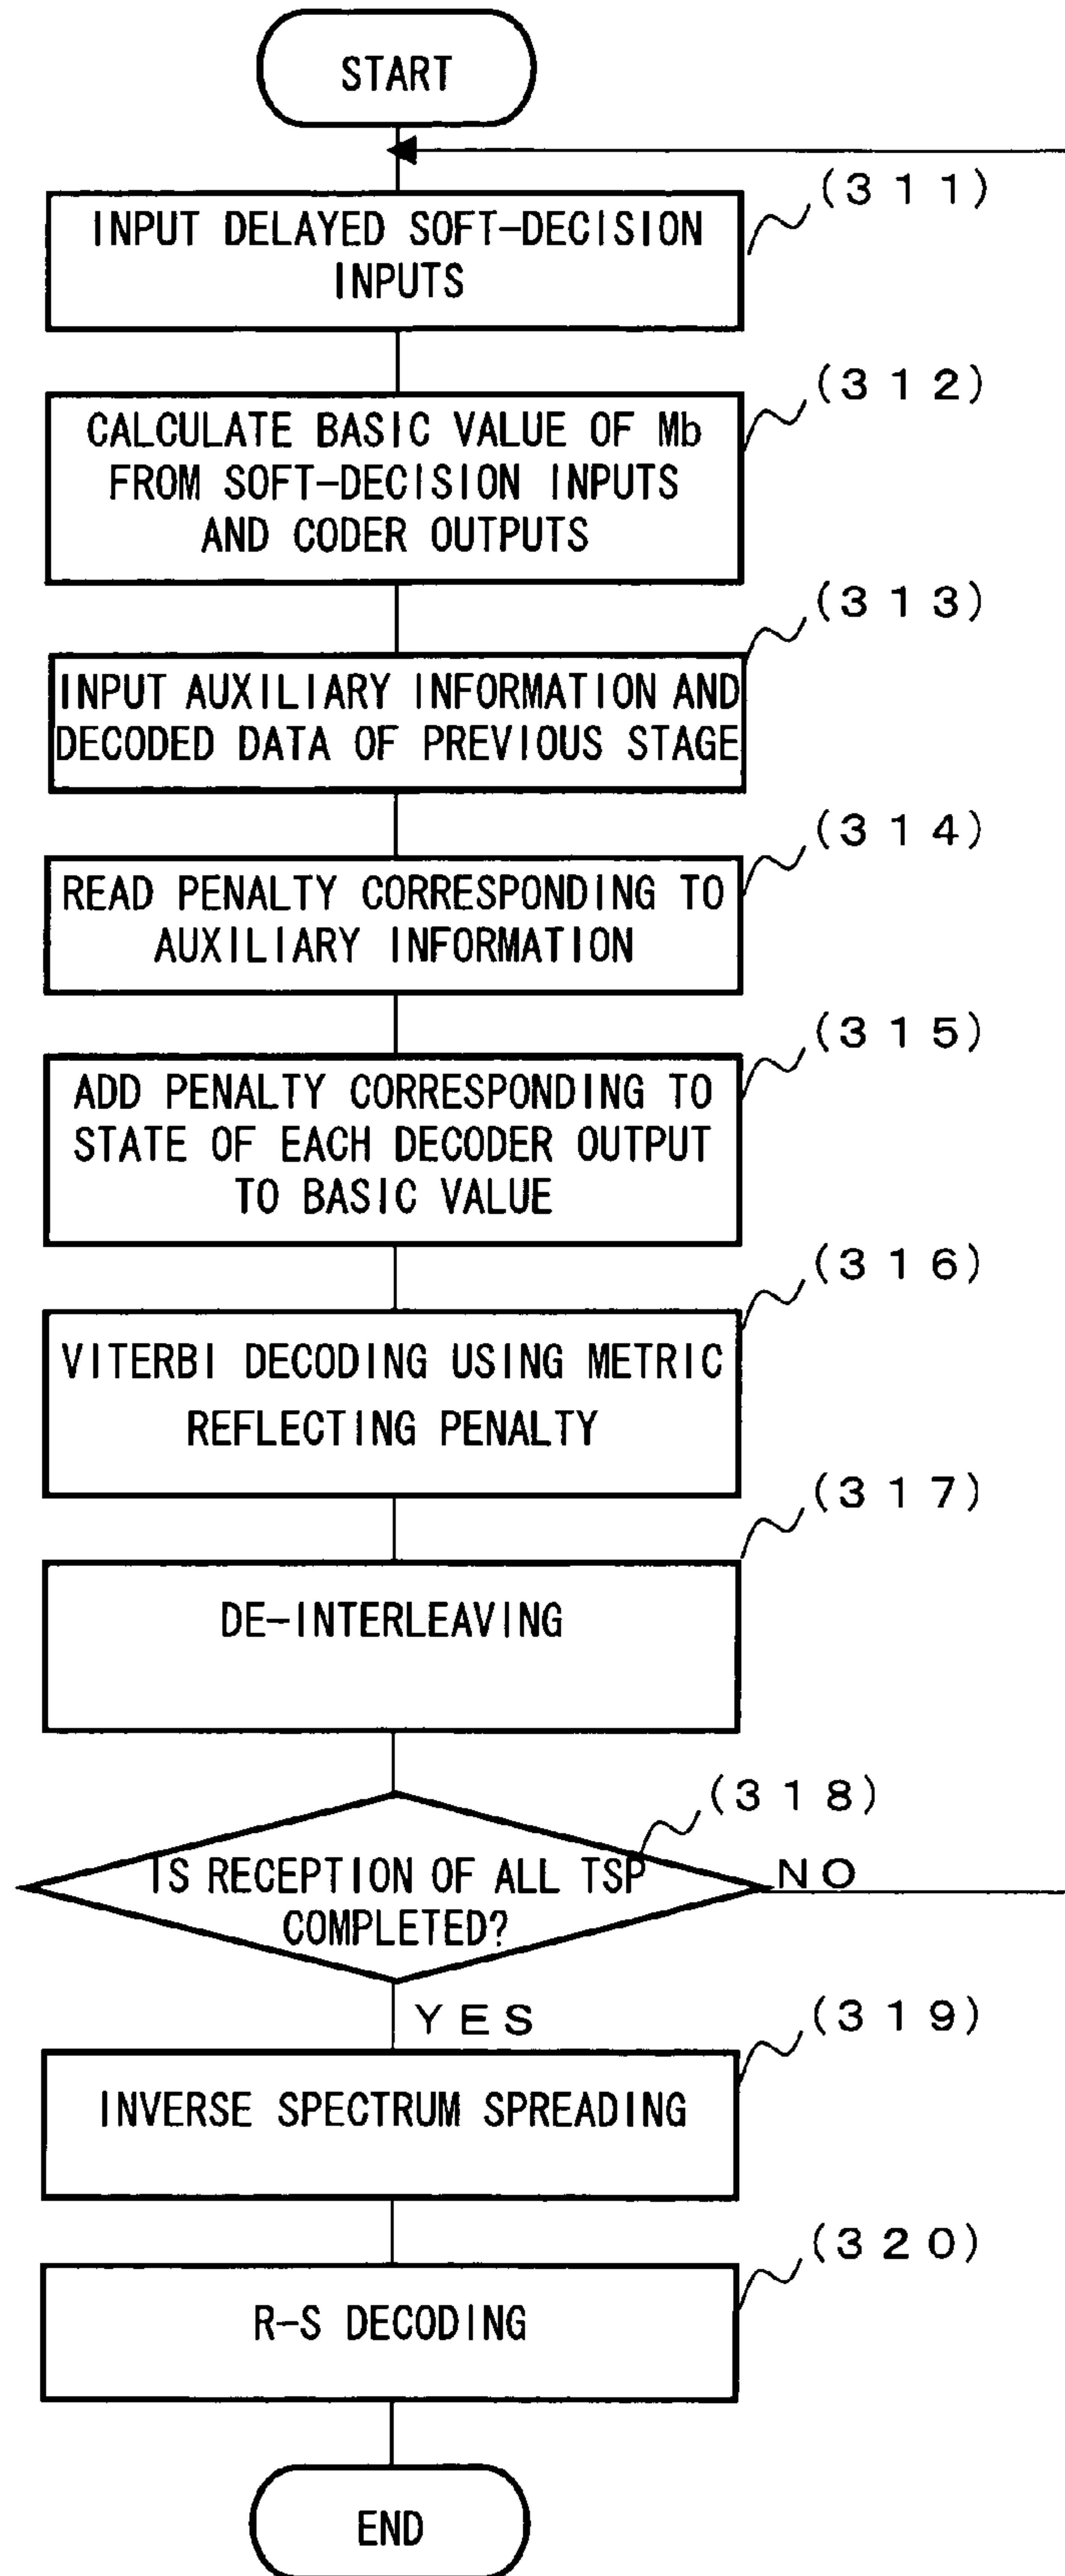 START
(311)
INPUT DELAYED SOFT-DECISION
INPUTS
(312)
CALCULATE BASIC VALUE OF Mb
FROM SOFT-DECISION INPUTS
AND CODER OUTPUTS
(313)
INPUT AUXILIARY INFORMATION AND
DECODED DATA OF PREVIOUS STAGE
(314)
READ PENALTY CORRESPONDING TO
AUXILIARY INFORMATION
(315)
ADD PENALTY CORRESPONDING TO
STATE OF EACH DECODER OUTPUT
TO BASIC VALUE
(316)
VITERBI DECODING USING METRIC
REFLECTING PENALTY
(317)
DE-INTERLEAVING
(318)
IS RECEPTION OF ALL TSP
COMPLETED?
NO
YES
(319)
INVERSE SPECTRUM SPREADING
(320)
R-S DECODING
END